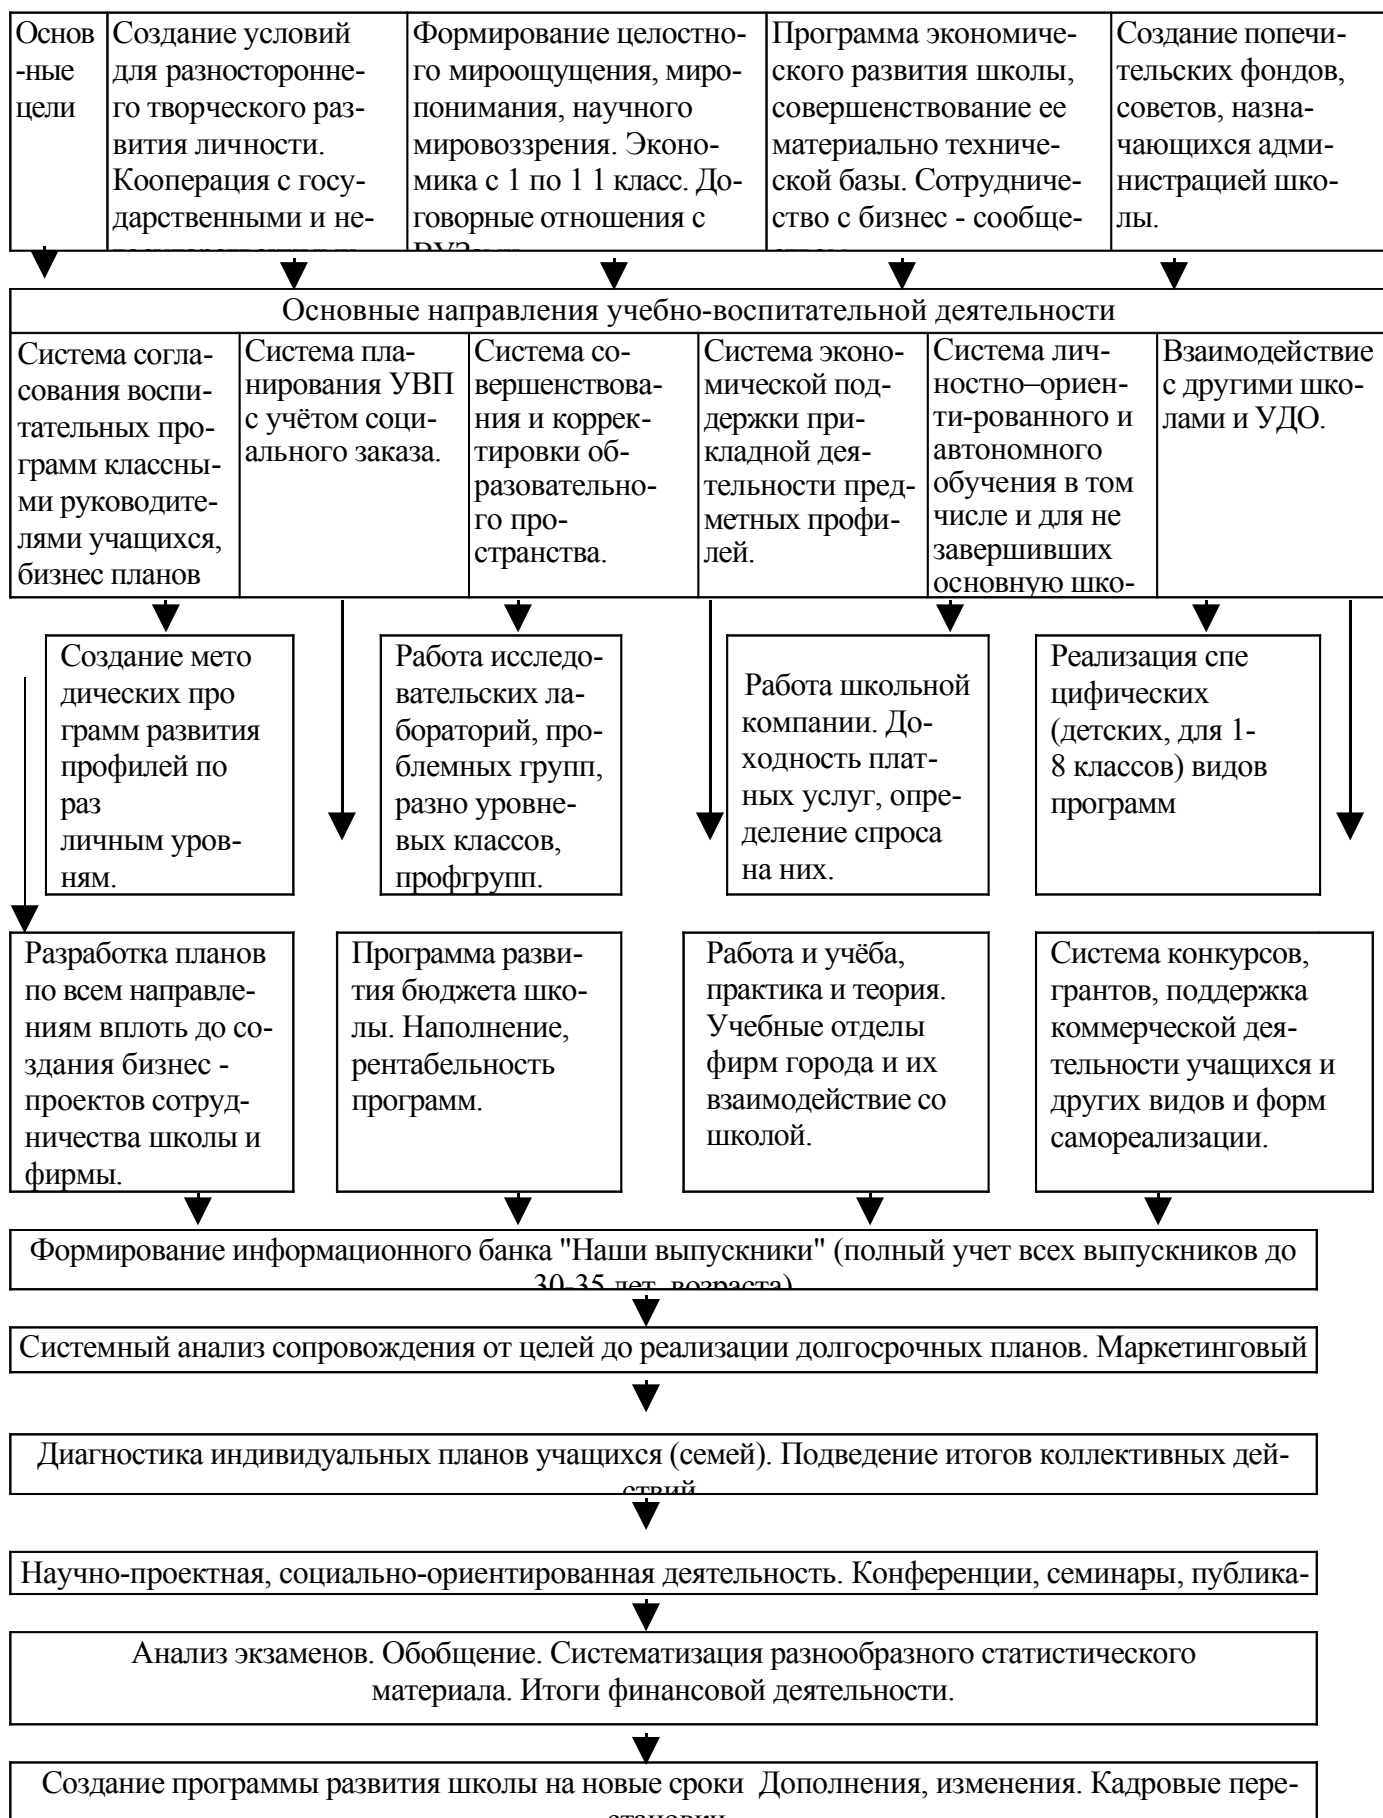 Основ
-ные
цели
Создание условий
для разносторонне-
го творческого раз-
вития личности.
Кооперация с госу-
дарственными и не-
Формирование целостно-
го мироощущения, миро-
понимания, научного
мировоззрения. Эконо-
мика с 1 по 1 1 класс. До-
говорные отношения с
Программа экономиче-
ского развития школы,
совершенствование ее
материально техниче-
ской базы. Сотрудниче-
ство с бизнес - сообще-
Создание попечи-
тельских фондов,
советов, назна-
чающихся адми-
нистрацией шко-
лы.
Основные направления учебно-воспитательной деятельности
Система согла-
сования воспи-
тательных про-
грамм классны-
ми руководите-
лями учащихся,
бизнес планов
Система пла-
нирования УВП
с учётом соци-
ального заказа.
Система со-
вершенствова-
ния и коррек-
тировки об-
разовательно-
го про-
странства.
Система эконо-
мической под-
держки при-
кладной дея-
тельности пред-
метных профи-
лей.
Система лич-
ностно–ориен-
ти-рованного и
автономного
обучения в том
числе и для не
завершивших
основную шко-
Взаимодействие
с другими шко-
лами и УДО.
Создание мето
дических про
грамм развития
профилей по
раз
личным уров-
ням.
Работа исследо-
вательских ла-
бораторий, про-
блемных групп,
разно уровне-
вых классов,
профгрупп.
Работа школьной
компании. До-
ходность плат-
ных услуг, опре-
деление спроса
на них.
Реализация спе
цифических
(детских, для 1-
8 классов) видов
программ
Разработка планов
по всем направле-
ниям вплоть до со-
здания бизнес -
проектов сотруд-
ничества школы и
фирмы.
Программа разви-
тия бюджета шко-
лы. Наполнение,
рентабельность
программ.
Работа и учёба,
практика и теория.
Учебные отделы
фирм города и их
взаимодействие со
школой.
Система конкурсов,
грантов, поддержка
коммерческой дея-
тельности учащихся и
других видов и форм
самореализации.
Формирование информационного банка "Наши выпускники" (полный учет всех выпускников до
30-35 лет возраста)
Системный анализ сопровождения от целей до реализации долгосрочных планов. Маркетинговый
Диагностика индивидуальных планов учащихся (семей). Подведение итогов коллективных дей-
ствий
Научно-проектная, социально-ориентированная деятельность. Конференции, семинары, публика-
Анализ экзаменов. Обобщение. Систематизация разнообразного статистического
материала. Итоги финансовой деятельности.
Создание программы развития школы на новые сроки Дополнения, изменения. Кадровые пере-